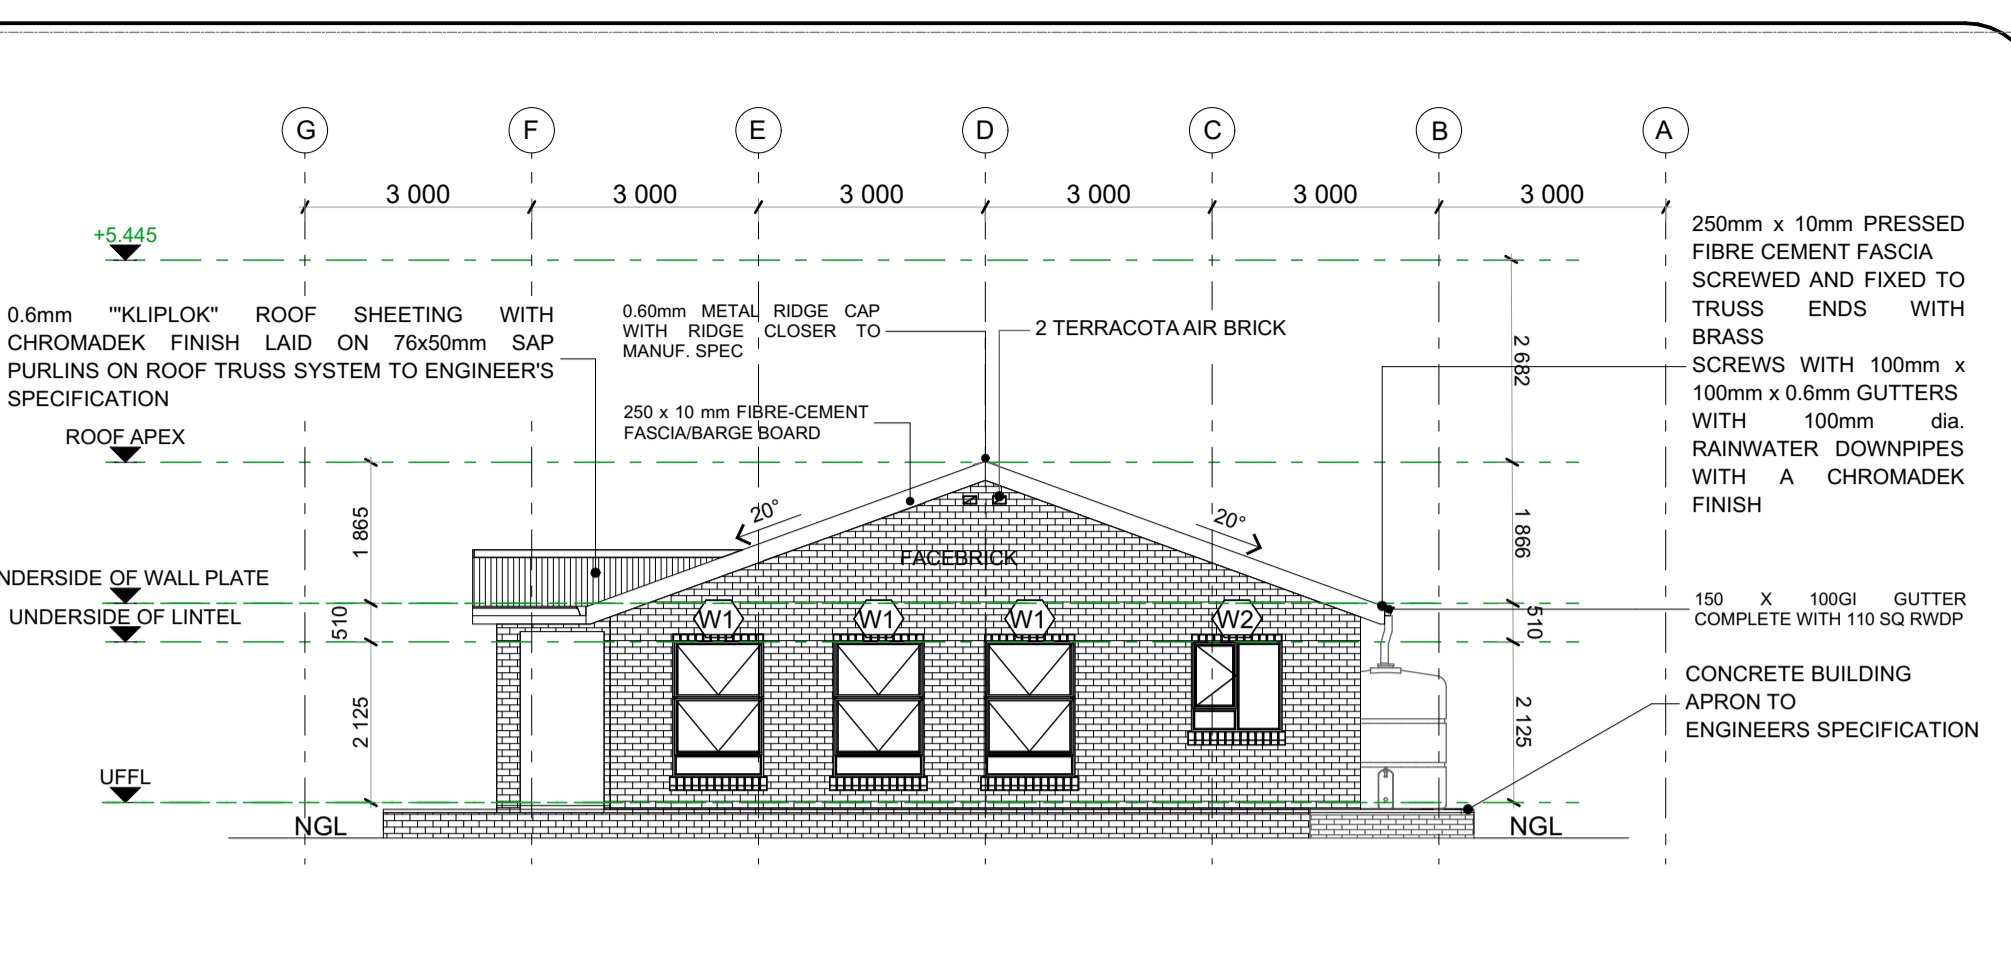 G F E D C B A
3 000 3 000 3 000 3 000 3 000 3 000
+5.445
0.6mm '"KLIPLOK" ROOF SHEETING WITH
CHROMADEK FINISH LAID ON 76x50mm SAP
PURLINS ON ROOF TRUSS SYSTEM TO ENGINEER'S
SPECIFICATION
0.60mm METAL RIDGE CAP
WITH RIDGE CLOSER TO
MANUF. SPEC
2 TERRACOTA AIR BRICK
250 x 10 mm FIBRE-CEMENT
FASCIA/BARGE BOARD
250mm x 10mm PRESSED
FIBRE CEMENT FASCIA
SCREWED AND FIXED TO
TRUSS ENDS WITH
BRASS
SCREWS WITH 100mm x
100mm x 0.6mm GUTTERS
WITH 100mm dia.
RAINWATER DOWNPIPES
WITH A CHROMADEK
FINISH
2 682
ROOF APEX
1 865
20°
20°
1 866
FACEBRICK
NDERSIDE OF WALL PLATE
UNDERSIDE OF LINTEL
510
W1 W1 W1 W2
510
150 X 100GI GUTTER
COMPLETE WITH 110 SQ RWDP
CONCRETE BUILDING
APRON TO
ENGINEERS SPECIFICATION
2 125
2 125
UFFL
NGL
NGL